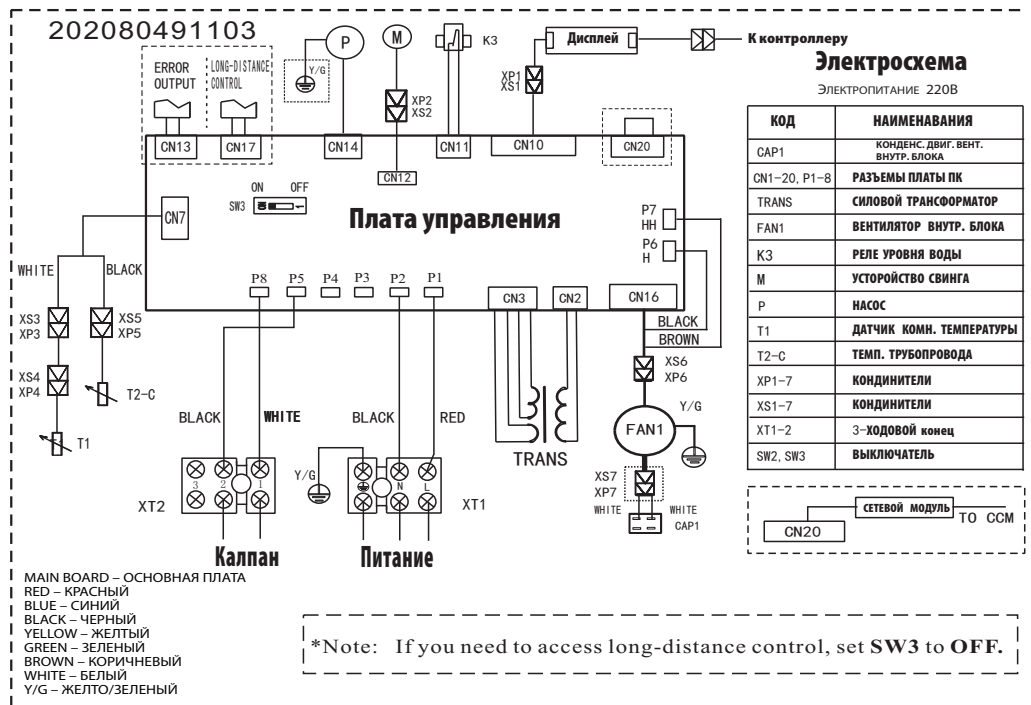 202080491103
ERROR
OUTPUT
LONG-DISTANCE
CONTROL
Y/G
P
M
K3
Дисплей
К контроллеру
XP1
XS1
XP2
XS2
Электросхема
Электропитание 220В
CN13
CN17
CN14
CN12
CN11
CN10
CN20
КОД
НАИМЕНАВАНИЯ
CAP1
КОНДЕНС. ДВИГ. ВЕНТ.
ВНУТР. БЛОКА
CN1-20, P1-8
РАЗЪЕМЫ ПЛАТЫ ПК
TRANS
СИЛОВОЙ ТРАНСФОРМАТОР
FAN1
ВЕНТИЛЯТОР ВНУТР. БЛОКА
K3
РЕЛЕ УРОВНЯ ВОДЫ
M
УСТОРОЙСТВО СВИНГА
P
НАСОС
T1
ДАТЧИК КОМН. ТЕМПЕРАТУРЫ
T2-C
ТЕМП. ТРУБОПРОВОДА
XP1-7
КОНДИНИТЕЛИ
XS1-7
КОНДИНИТЕЛИ
XT1-2
3-ХОДОВОЙ конец
SW2, SW3
ВЫКЛЮЧАТЕЛЬ
ON OFF
SW3
CN7
Плата управления
P7
HH
P6
H
P8 P5 P4 P3 P2 P1
CN3
CN2
CN16
WHITE
BLACK
BLACK
BROWN
XS3
XP3
XS5
XP5
XS4
XP4
T2-C
T1
T1
XS6
XP6
BLACK
WHITE
BLACK
RED
TRANS
Y/G
FAN1
XS7
XP7
WHITE
WHITE
CAP1
Y/G
3 2 1
N L
XT2
XT1
Калпан
Питание
CN20
СЕТЕВОЙ МОДУЛЬ
TO CCM
MAIN BOARD – ОСНОВНАЯ ПЛАТА
RED – КРАСНЫЙ
BLUE – СИНИЙ
BLACK – ЧЕРНЫЙ
YELLOW – ЖЕЛТЫЙ
GREEN – ЗЕЛЕНЫЙ
BROWN – КОРИЧНЕВЫЙ
WHITE – БЕЛЫЙ
Y/G – ЖЕЛТО/ЗЕЛЕНЫЙ
*Note: If you need to access long-distance control, set SW3 to OFF.